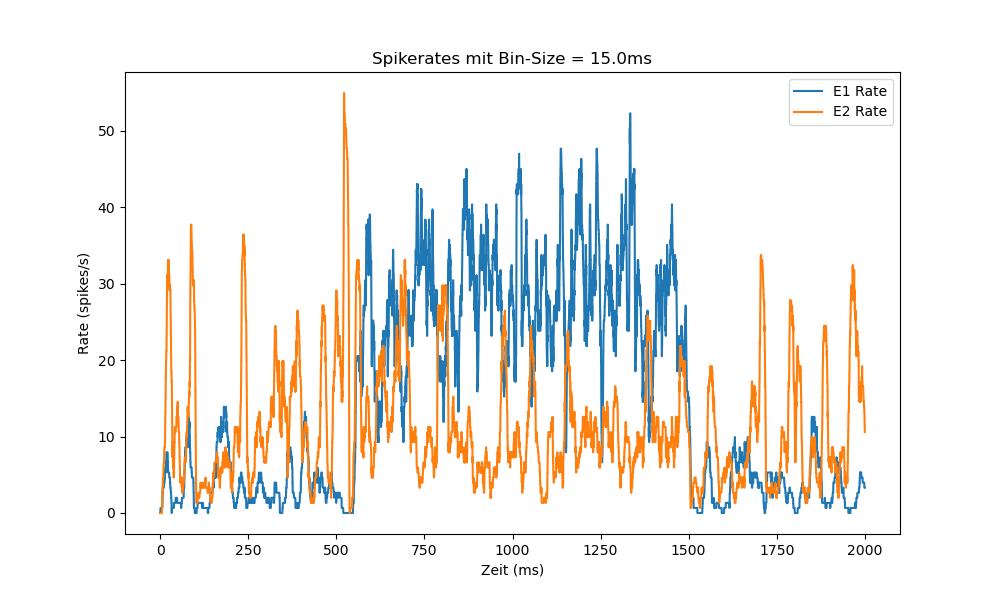 Spikerates mit Bin-Size = 15.0ms
E1 Rate
E2 Rate
50
40
30
20
10
0
Rate (spikes/s)
0 250 500 750 1000 1250 1500 1750 2000
Zeit (ms)